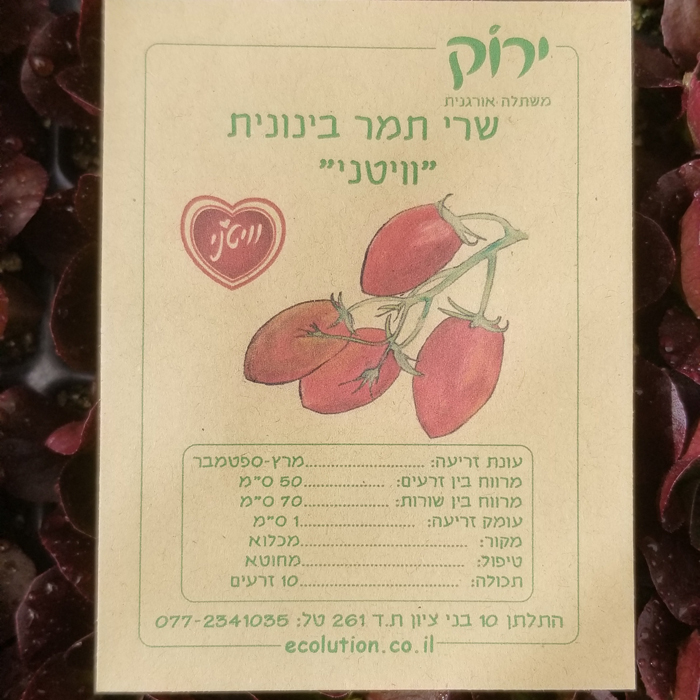 ירוק
משתלה·אורגנית
שרי תמר בינונית
"וויטני"
וויטני
עונת זריעה: ........................... מרץ-ספטמבר
מרווח בין זרעים: ................ 50 ס"מ
מרווח בין שורות: ................... 70 ס"מ
עומק זריעה: .......................... 1 ס"מ
מקור: ..................................... מכלוא
טיפול: ..................................... מחוטא
תכולה: .................................... 10 זרעים
התלתן 10 בני ציון ת.ד 261 טל: 077-2341035
ecolution.co.il